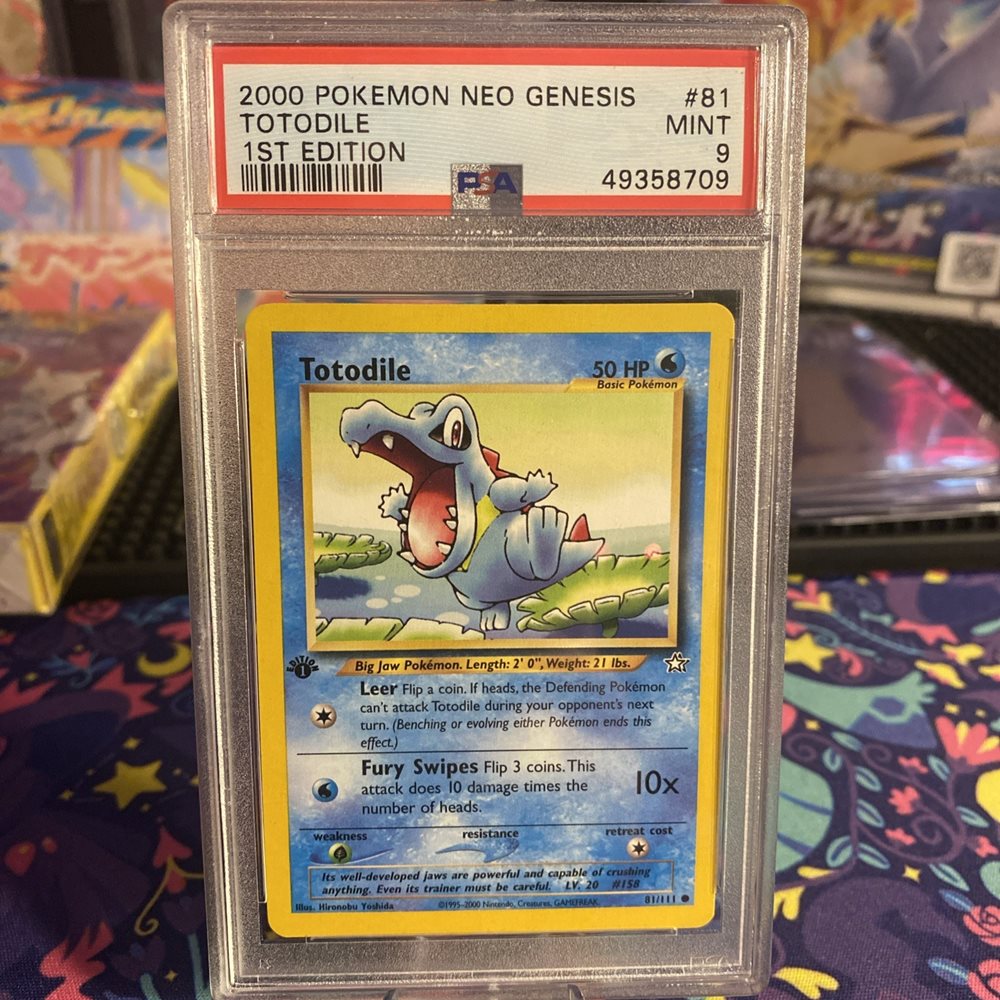 2000 POKEMON NEO GENESIS #81
TOTODILE MINT
1ST EDITION 9
PSA 49358709
Totodile 50 HP
Basic Pokémon
EDITION
1
Big Jaw Pokémon. Length: 2' 0", Weight: 21 lbs.
Leer Flip a coin. If heads, the Defending Pokémon
can't attack Totodile during your opponent's next
turn. (Benching or evolving either Pokémon ends this
effect.)
Fury Swipes Flip 3 coins. This
attack does 10 damage times the 10x
number of heads.
weakness resistance retreat cost
Its well-developed jaws are powerful and capable of crushing
anything. Even its trainer must be careful. LV. 20 #158
Illus. Hironobu Yoshida ©1995-2000 Nintendo, Creatures, GAMEFREAK. 81/111